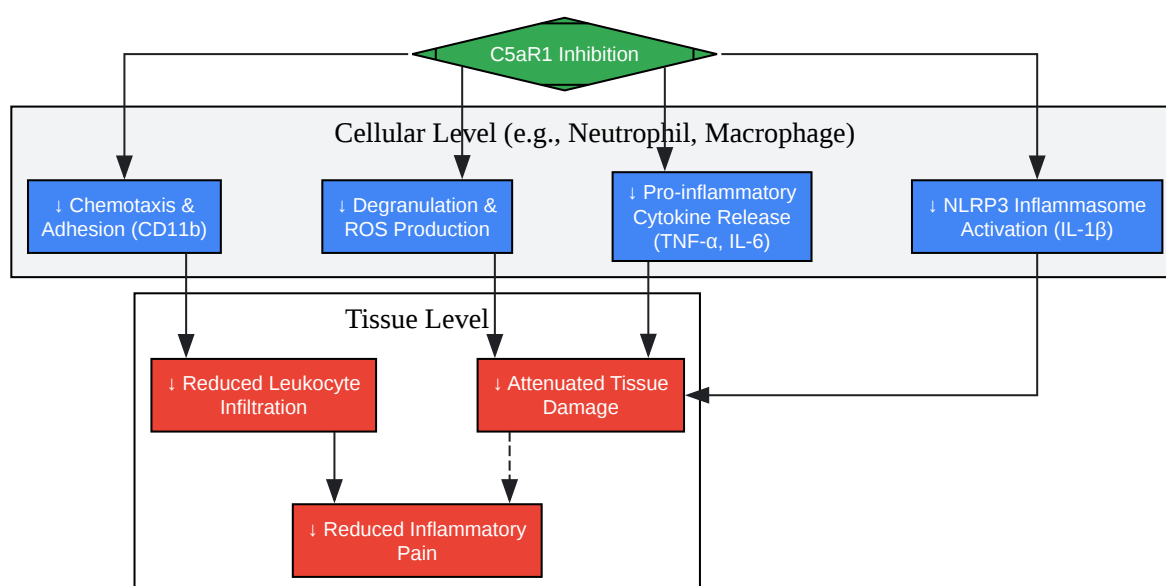 C5aR1 Inhibition
Cellular Level (e.g., Neutrophil, Macrophage)
↓ Chemotaxis &
Adhesion (CD11b)
↓ Degranulation &
ROS Production
↓ Pro-inflammatory
Cytokine Release
(TNF-α, IL-6)
↓ NLRP3 Inflammasome
Activation (IL-1β)
Tissue Level
↓ Reduced Leukocyte
Infiltration
↓ Attenuated Tissue
Damage
↓ Reduced Inflammatory
Pain